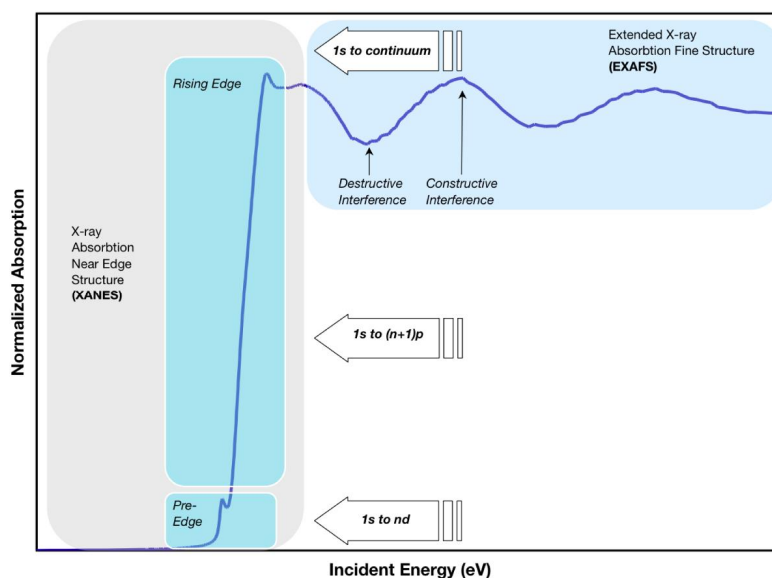 1s to continuum
Extended X-ray
Absorbtion Fine Structure
(EXAFS)
Rising Edge
Destructive
Interference
Constructive
Interference
X-ray
Absorbtion
Near Edge
Structure
(XANES)
1s to (n+1)p
Pre-
Edge
1s to nd
Normalized Absorption
Incident Energy (eV)